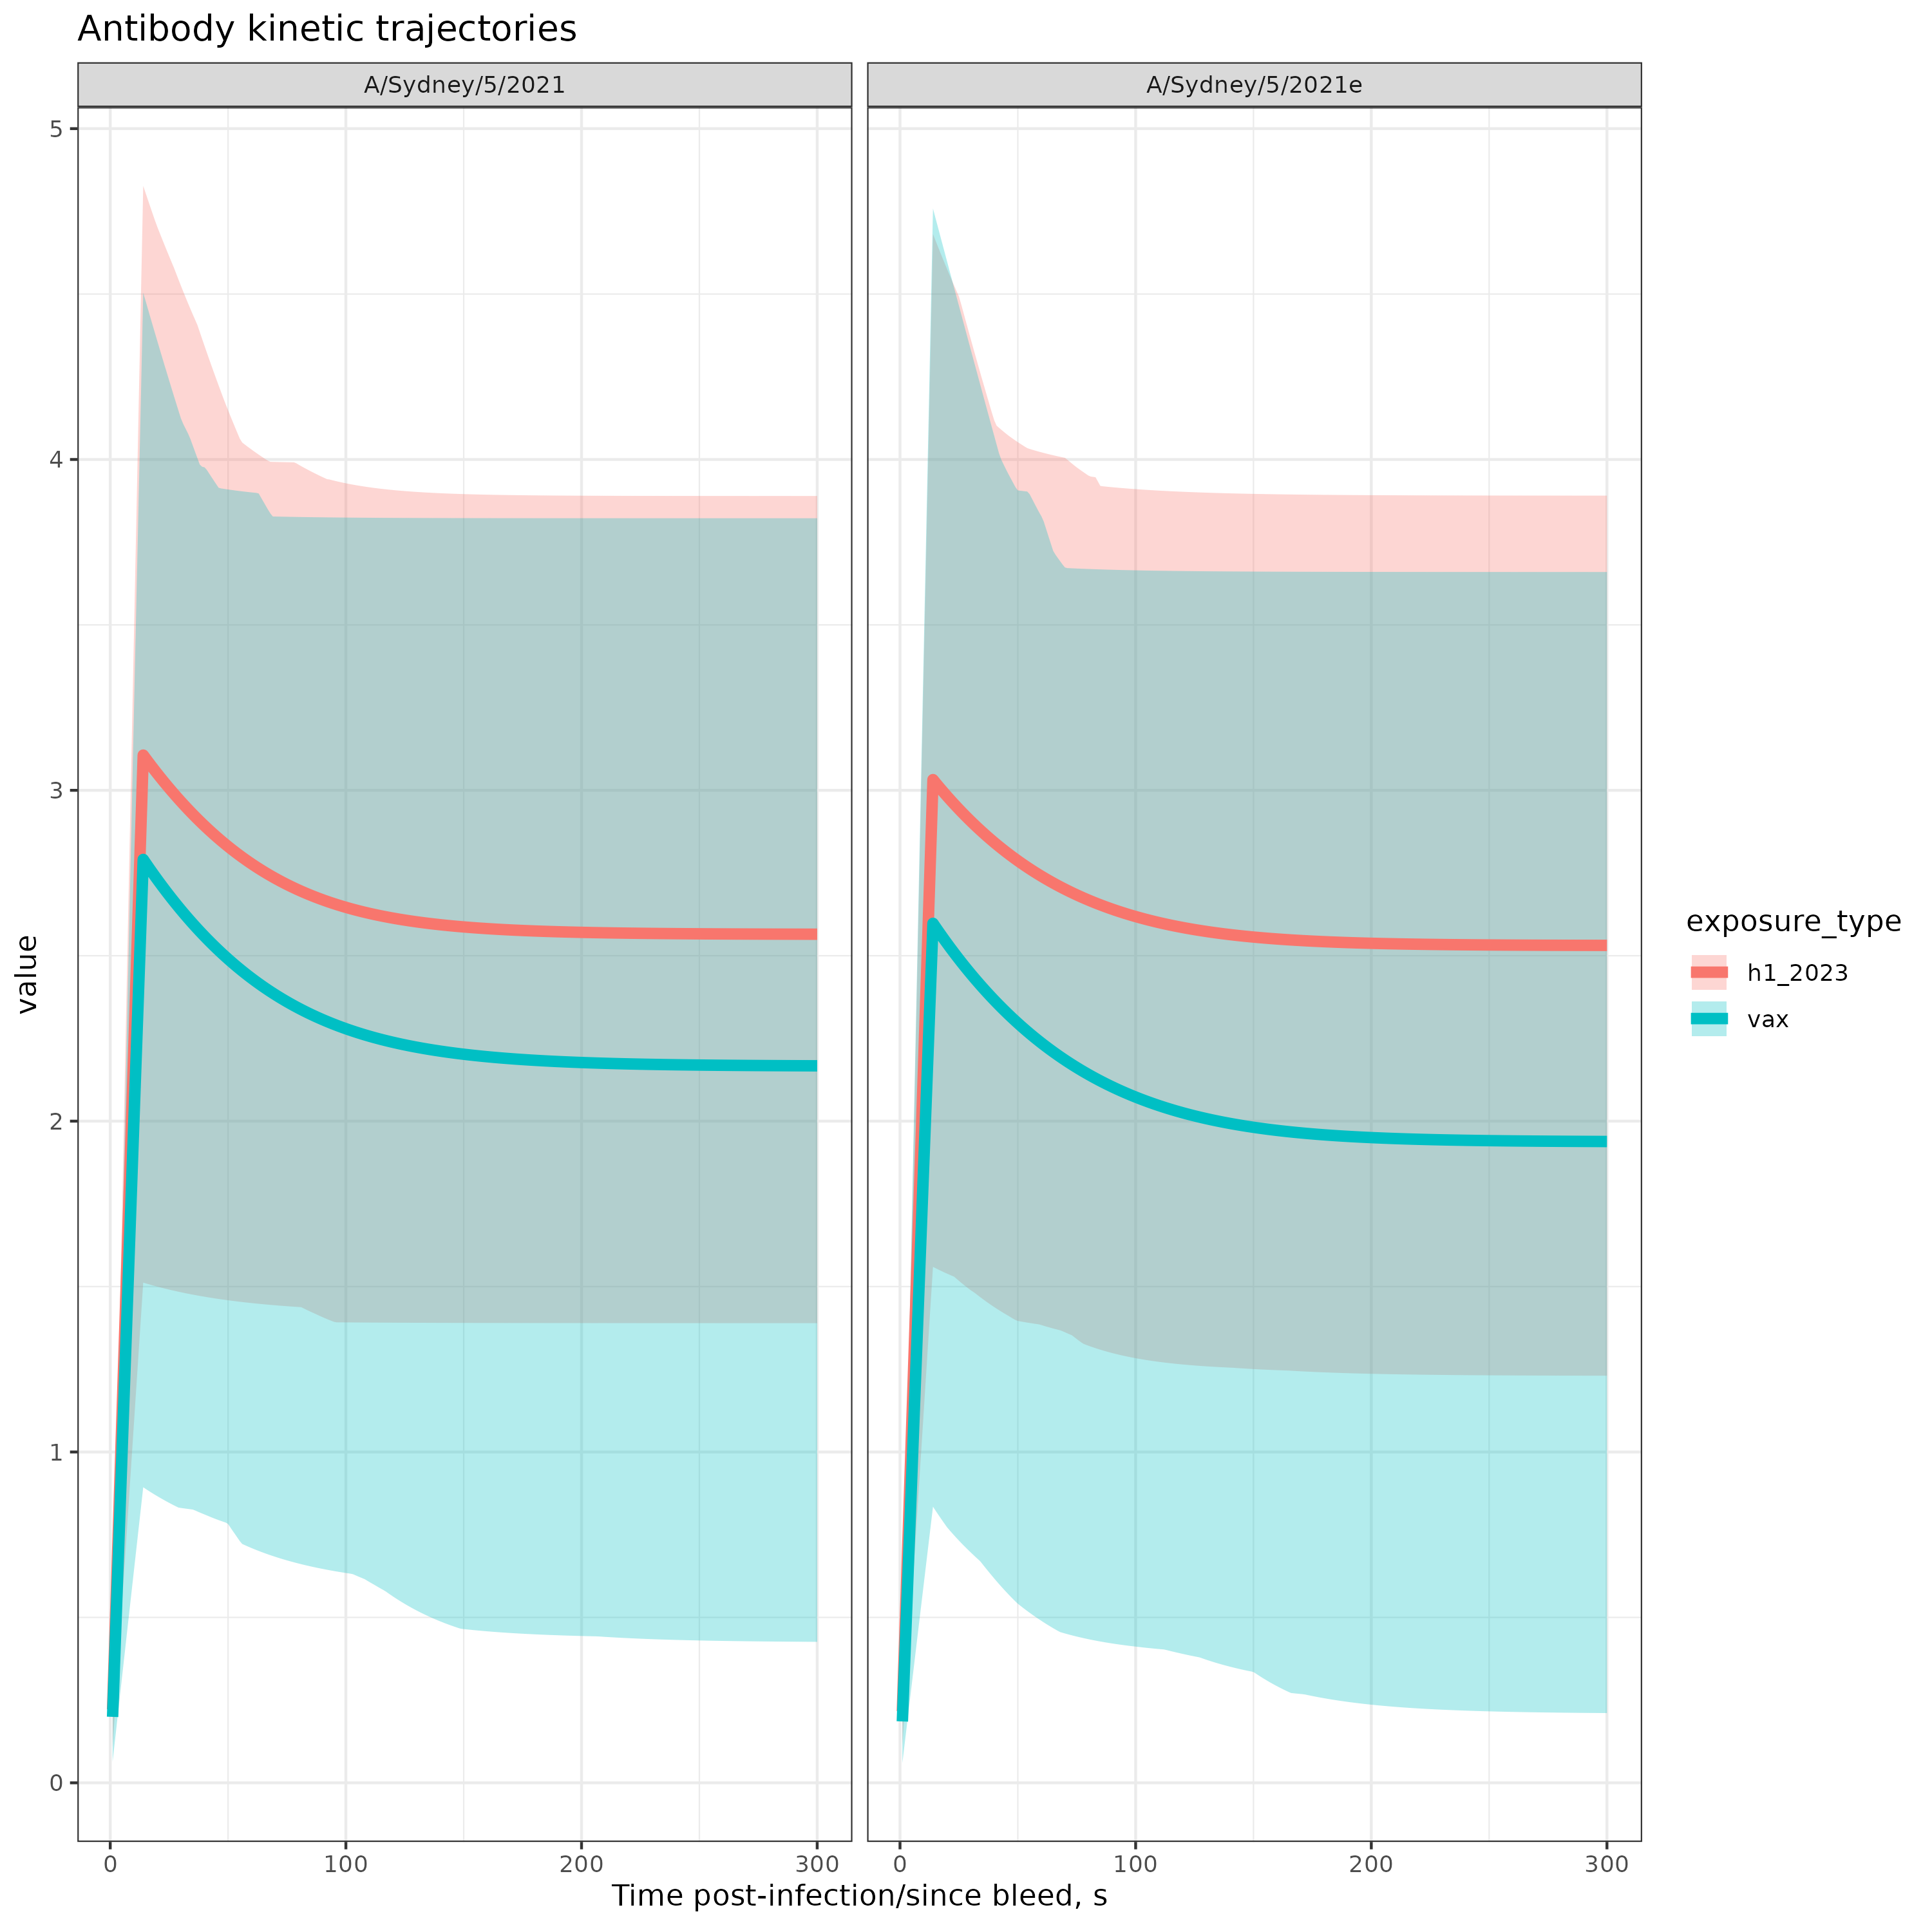 Antibody kinetic trajectories
A/Sydney/5/2021
A/Sydney/5/2021e
5
4
3
2
1
0
value
0 100 200 300
0 100 200 300
Time post-infection/since bleed, s
exposure_type
h1_2023
vax